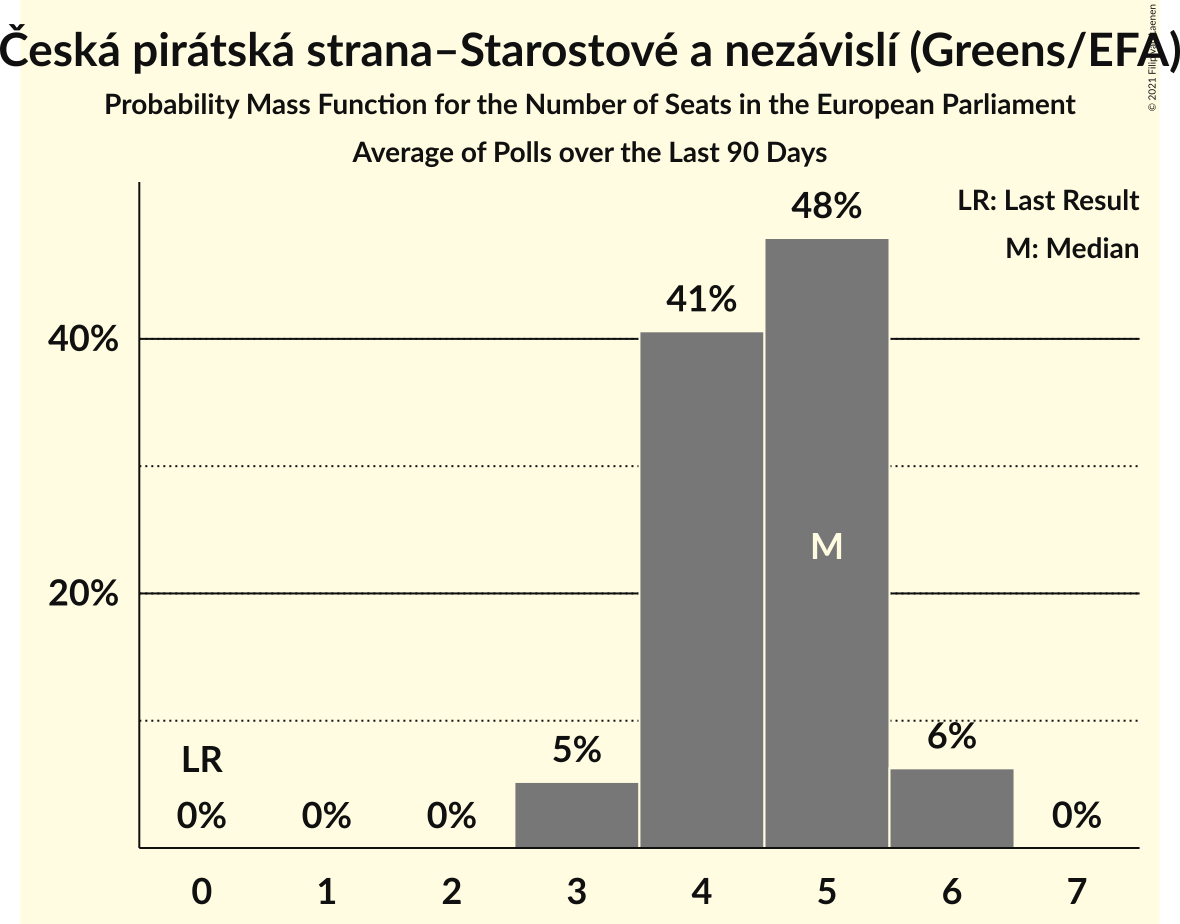 Česká pirátská strana–Starostové a nezávislí (Greens/EFA)
Probability Mass Function for the Number of Seats in the European Parliament
Average of Polls over the Last 90 Days
© 2021 Filip
LR: Last Result
M: Median
48%
41%
40%
M
20%
6%
5%
LR
0%
0%
0%
0%
0
1
2
3
4
5
6
7